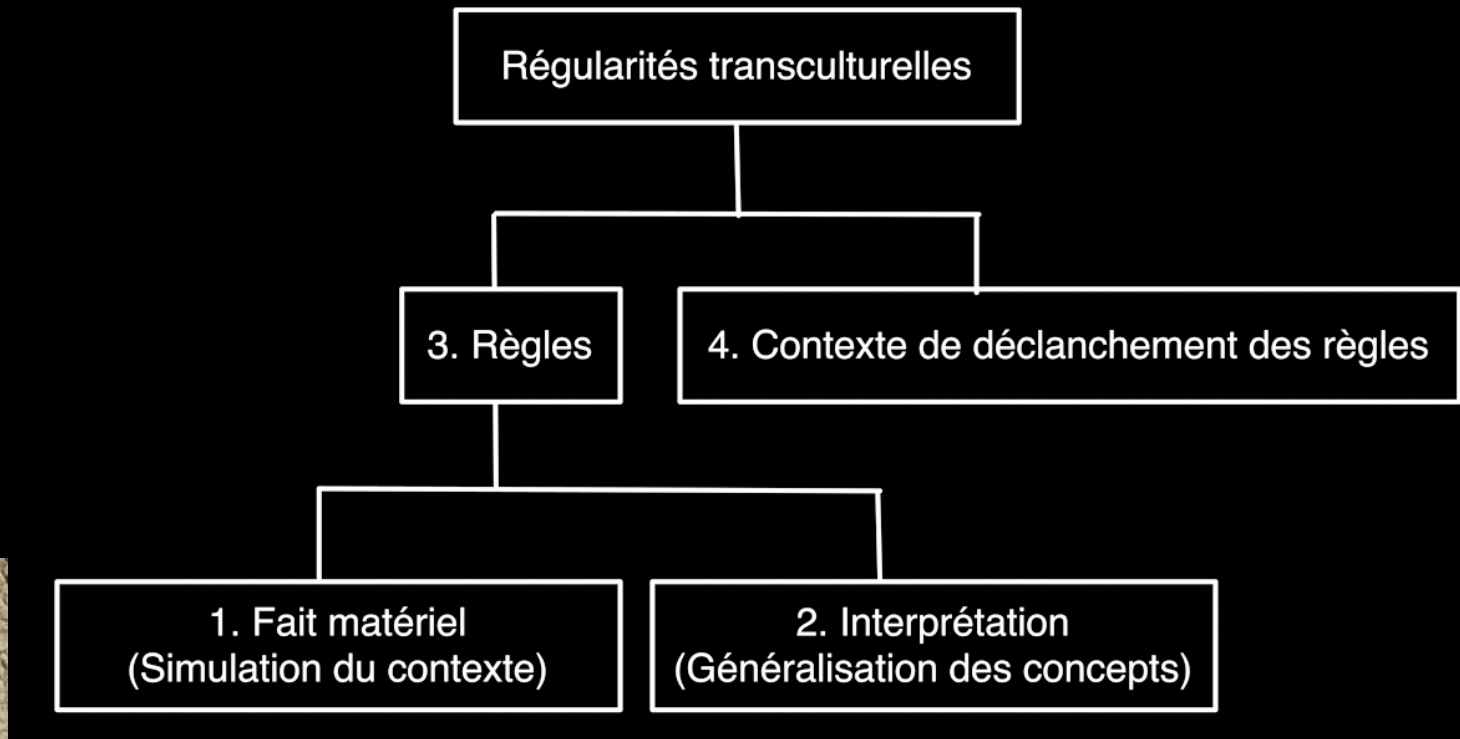 Régularités transculturelles
3. Règles
4. Contexte de déclanchement des règles
1. Fait matériel
(Simulation du contexte)
2. Interprétation
(Généralisation des concepts)